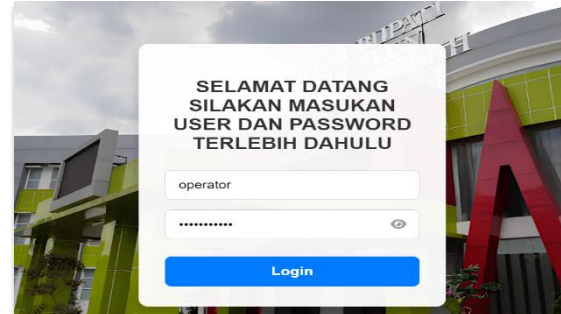 SELAMAT DATANG
SILAKAN MASUKAN
USER DAN PASSWORD
TERLEBIH DAHULU
operator
•••••••••••
Login